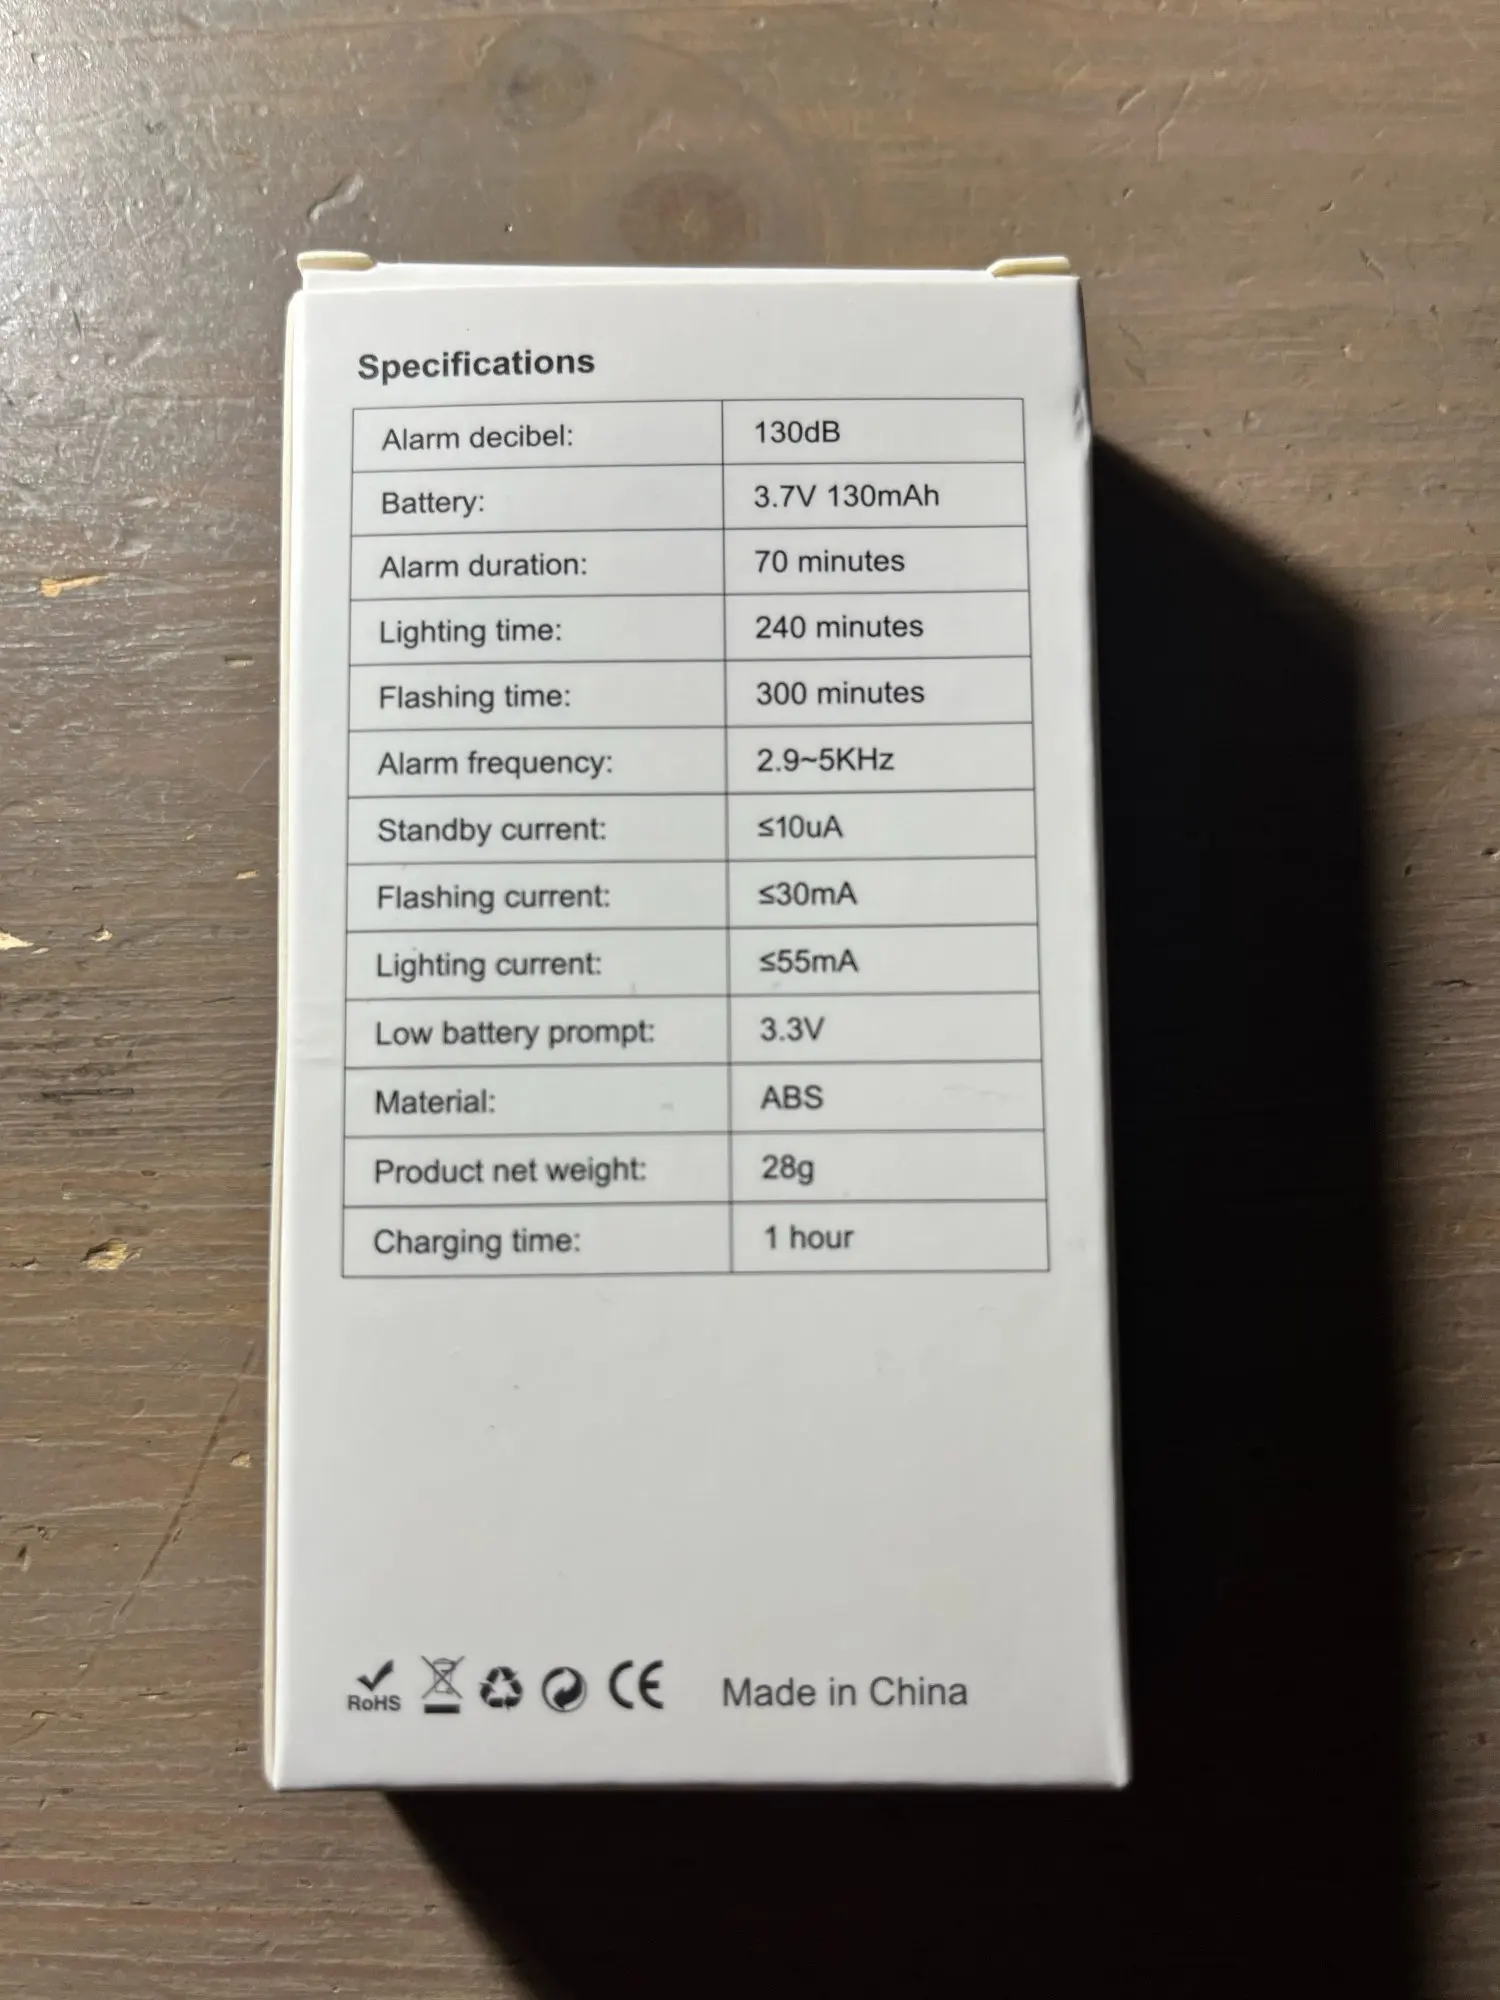 Specifications
Alarm decibel: 130dB
Battery: 3.7V 130mAh
Alarm duration: 70 minutes
Lighting time: 240 minutes
Flashing time: 300 minutes
Alarm frequency: 2.9~5KHz
Standby current: ≤10uA
Flashing current: ≤30mA
Lighting current: ≤55mA
Low battery prompt: 3.3V
Material: ABS
Product net weight: 28g
Charging time: 1 hour
RoHS CE Made in China